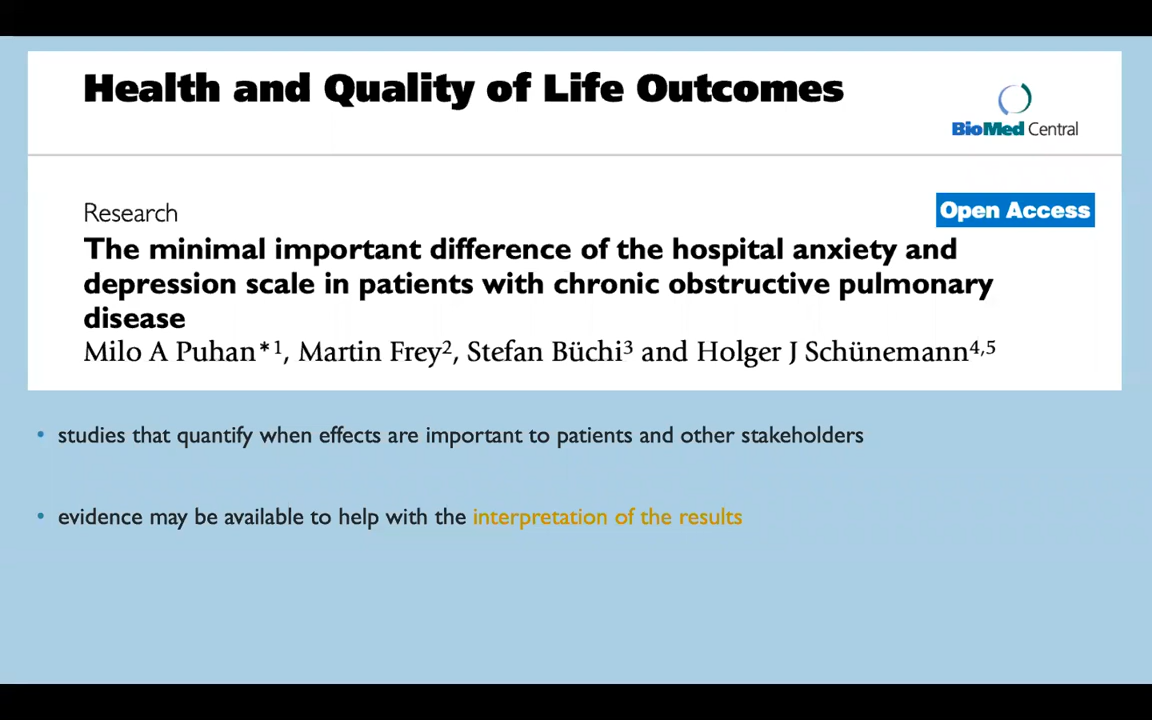 Health and Quality of Life Outcomes
BioMed Central
Research
Open Access
The minimal important difference of the hospital anxiety and
depression scale in patients with chronic obstructive pulmonary
disease
Milo A Puhan*1, Martin Frey2, Stefan Büchi3 and Holger J Schünemann4,5
• studies that quantify when effects are important to patients and other stakeholders
• evidence may be available to help with the interpretation of the results